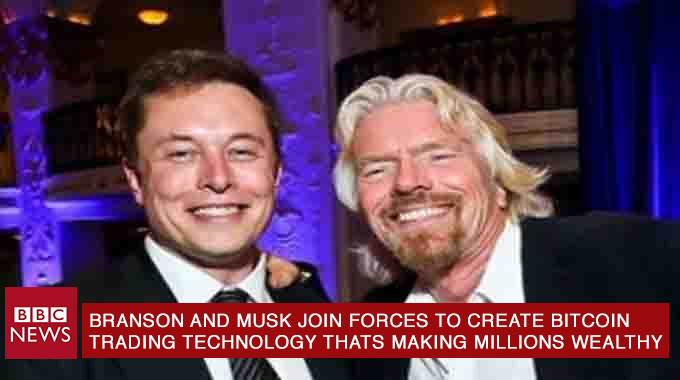 BBC
NEWS
BRANSON AND MUSK JOIN FORCES TO CREATE BITCOIN
TRADING TECHNOLOGY THATS MAKING MILLIONS WEALTHY